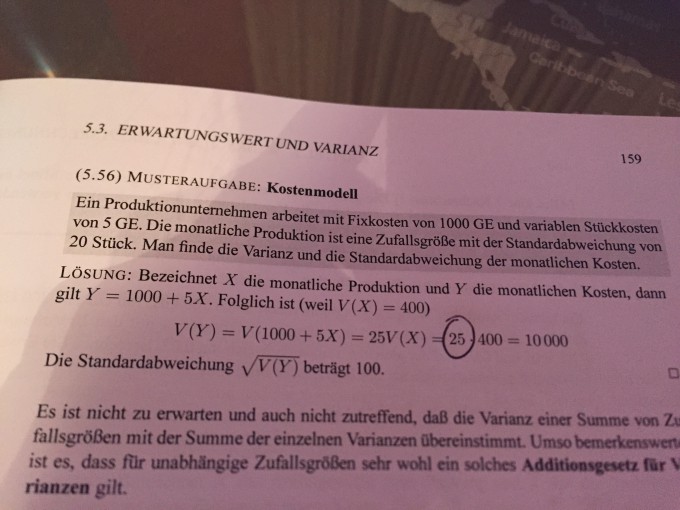 Jamaica
Caribbean Sea
5.3. ERWARTUNGSWERT UND VARIANZ
159
(5.56) MUSTERAUFGABE: Kostenmodell
Ein Produktionunternehmen arbeitet mit Fixkosten von 1000 GE und variablen Stückkosten
von 5 GE. Die monatliche Produktion ist eine Zufallsgröße mit der Standardabweichung von
20 Stück. Man finde die Varianz und die Standardabweichung der monatlichen Kosten.
LÖSUNG: Bezeichnet X die monatliche Produktion und Y die monatlichen Kosten, dann
gilt Y = 1000 + 5X. Folglich ist (weil V(X) = 400)
V(Y) = V(1000 + 5X) = 25V(X) = 25 · 400 = 10 000
Die Standardabweichung √V(Y) beträgt 100.
Es ist nicht zu erwarten und auch nicht zutreffend, daß die Varianz einer Summe von Zu
fallsgrößen mit der Summe der einzelnen Varianzen übereinstimmt. Umso bemerkenswerte
ist es, dass für unabhängige Zufallsgrößen sehr wohl ein solches Additionsgesetz für V
rianzen gilt.